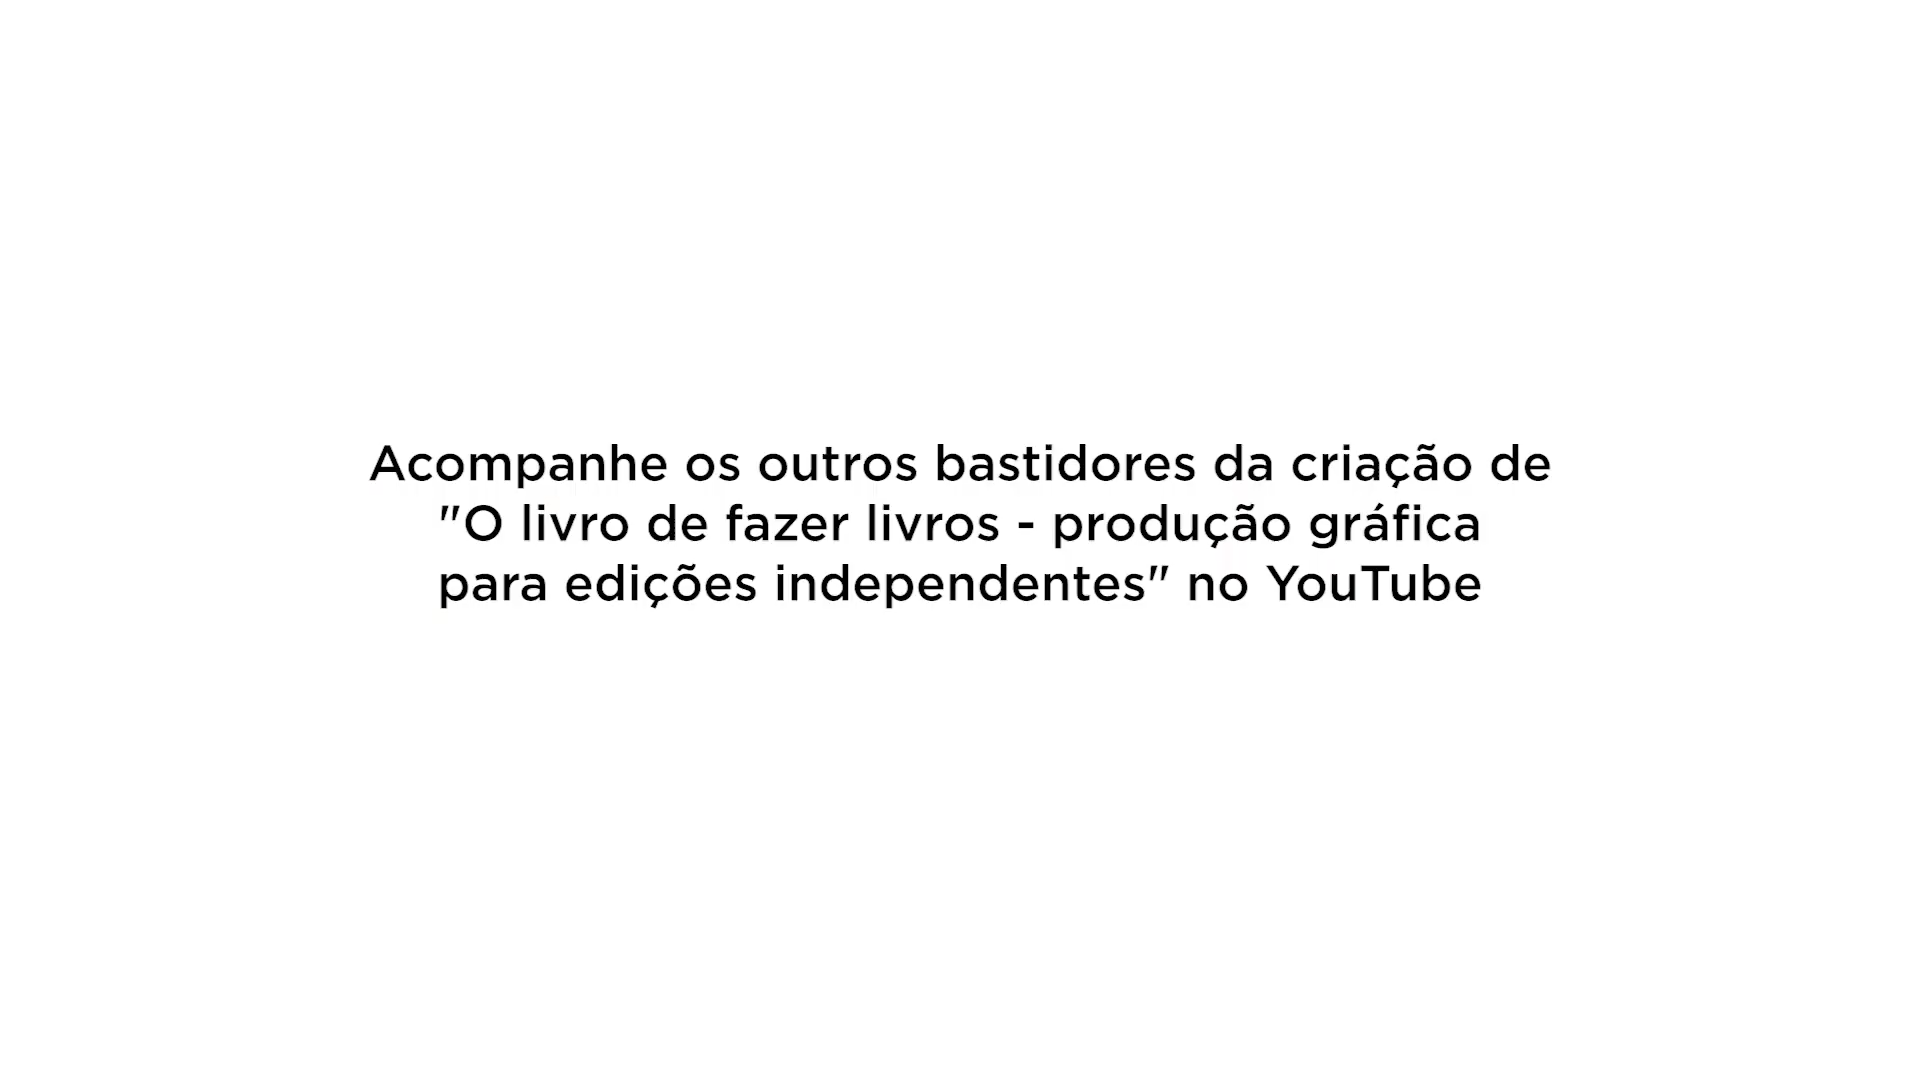 Acompanhe os outros bastidores da criação de
"O livro de fazer livros - produção gráfica
para edições independentes" no YouTube